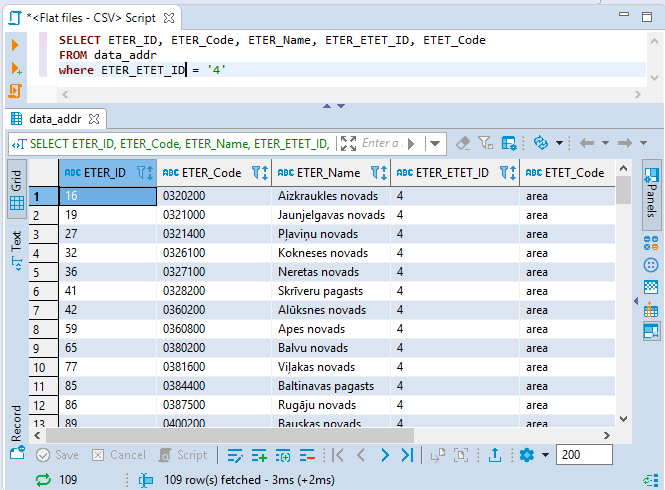 *<Flat files - CSV> Script
SELECT ETER_ID, ETER_Code, ETER_Name, ETER_ETET_ID, ETET_Code
FROM data_addr
where ETER_ETET_ID = '4'
data_addr
SELECT ETER_ID, ETER_Code, ETER_Name, ETER_ETET_ID, Enter a
Grid
Text
Record
Panels
ABC ETER_ID ABC ETER_Code ABC ETER_Name ABC ETER_ETET_ID ABC ETET_Code
1 16 0320200 Aizkraukles novads 4 area
2 19 0321000 Jaunjelgavas novads 4 area
3 27 0321400 Pļaviņu novads 4 area
4 32 0326100 Kokneses novads 4 area
5 36 0327100 Neretas novads 4 area
6 41 0328200 Skrīveru pagasts 4 area
7 42 0360200 Alūksnes novads 4 area
8 59 0360800 Apes novads 4 area
9 65 0380200 Balvu novads 4 area
10 77 0381600 Viļakas novads 4 area
11 85 0384400 Baltinavas pagasts 4 area
12 86 0387500 Rugāju novads 4 area
13 89 0400200 Bauskas novads 4 area
Save Cancel Script 200
109 109 row(s) fetched - 3ms (+2ms)